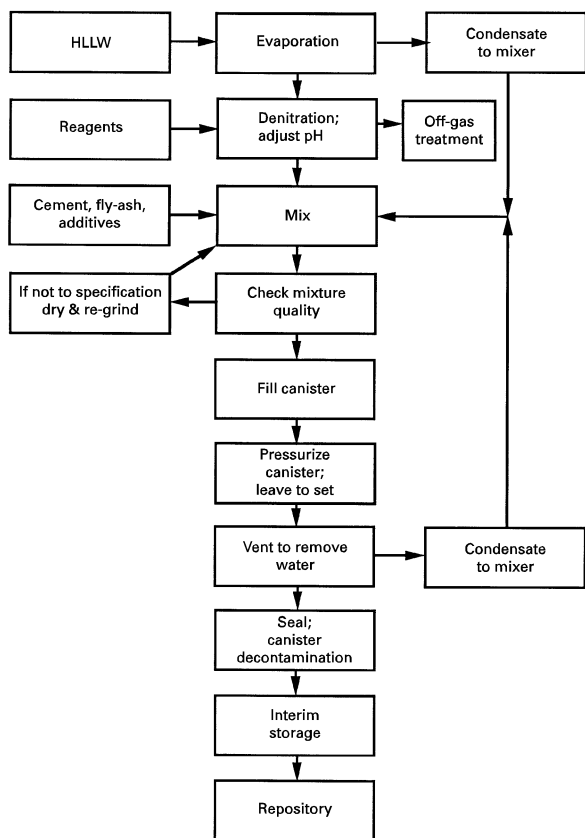 HLLW
Evaporation
Condensate
to mixer
Reagents
Denitration;
adjust pH
Off-gas
treatment
Cement, fly-ash,
additives
Mix
If not to specification
dry & re-grind
Check mixture
quality
Fill canister
Pressurize
canister;
leave to set
Vent to remove
water
Condensate
to mixer
Seal;
canister
decontamination
Interim
storage
Repository